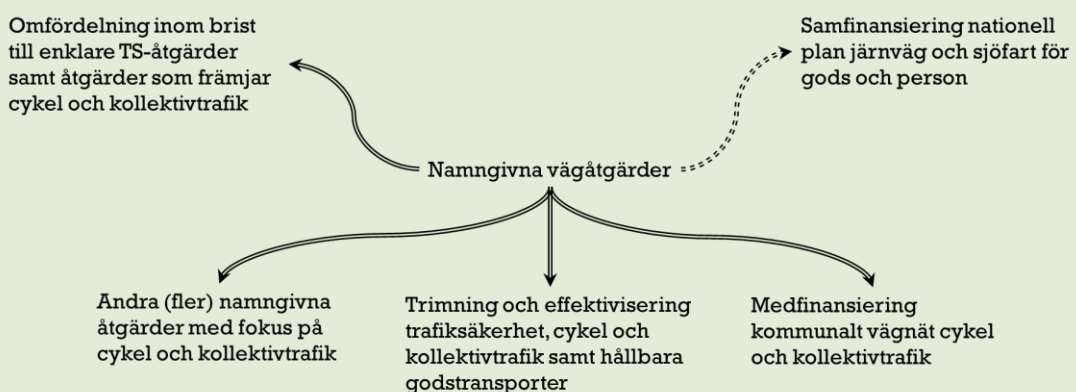 Omfördelning inom brist
till enklare TS-åtgärder
samt åtgärder som främjar
cykel och kollektivtrafik
Samfinansiering nationell
plan järnväg och sjöfart för
gods och person
Namngivna vägåtgärder
Andra (fler) namngivna
åtgärder med fokus på
cykel och kollektivtrafik
Trimning och effektivisering
trafiksäkerhet, cykel och
kollektivtrafik samt hållbara
godstransporter
Medfinansiering
kommunalt vägnät cykel
och kollektivtrafik